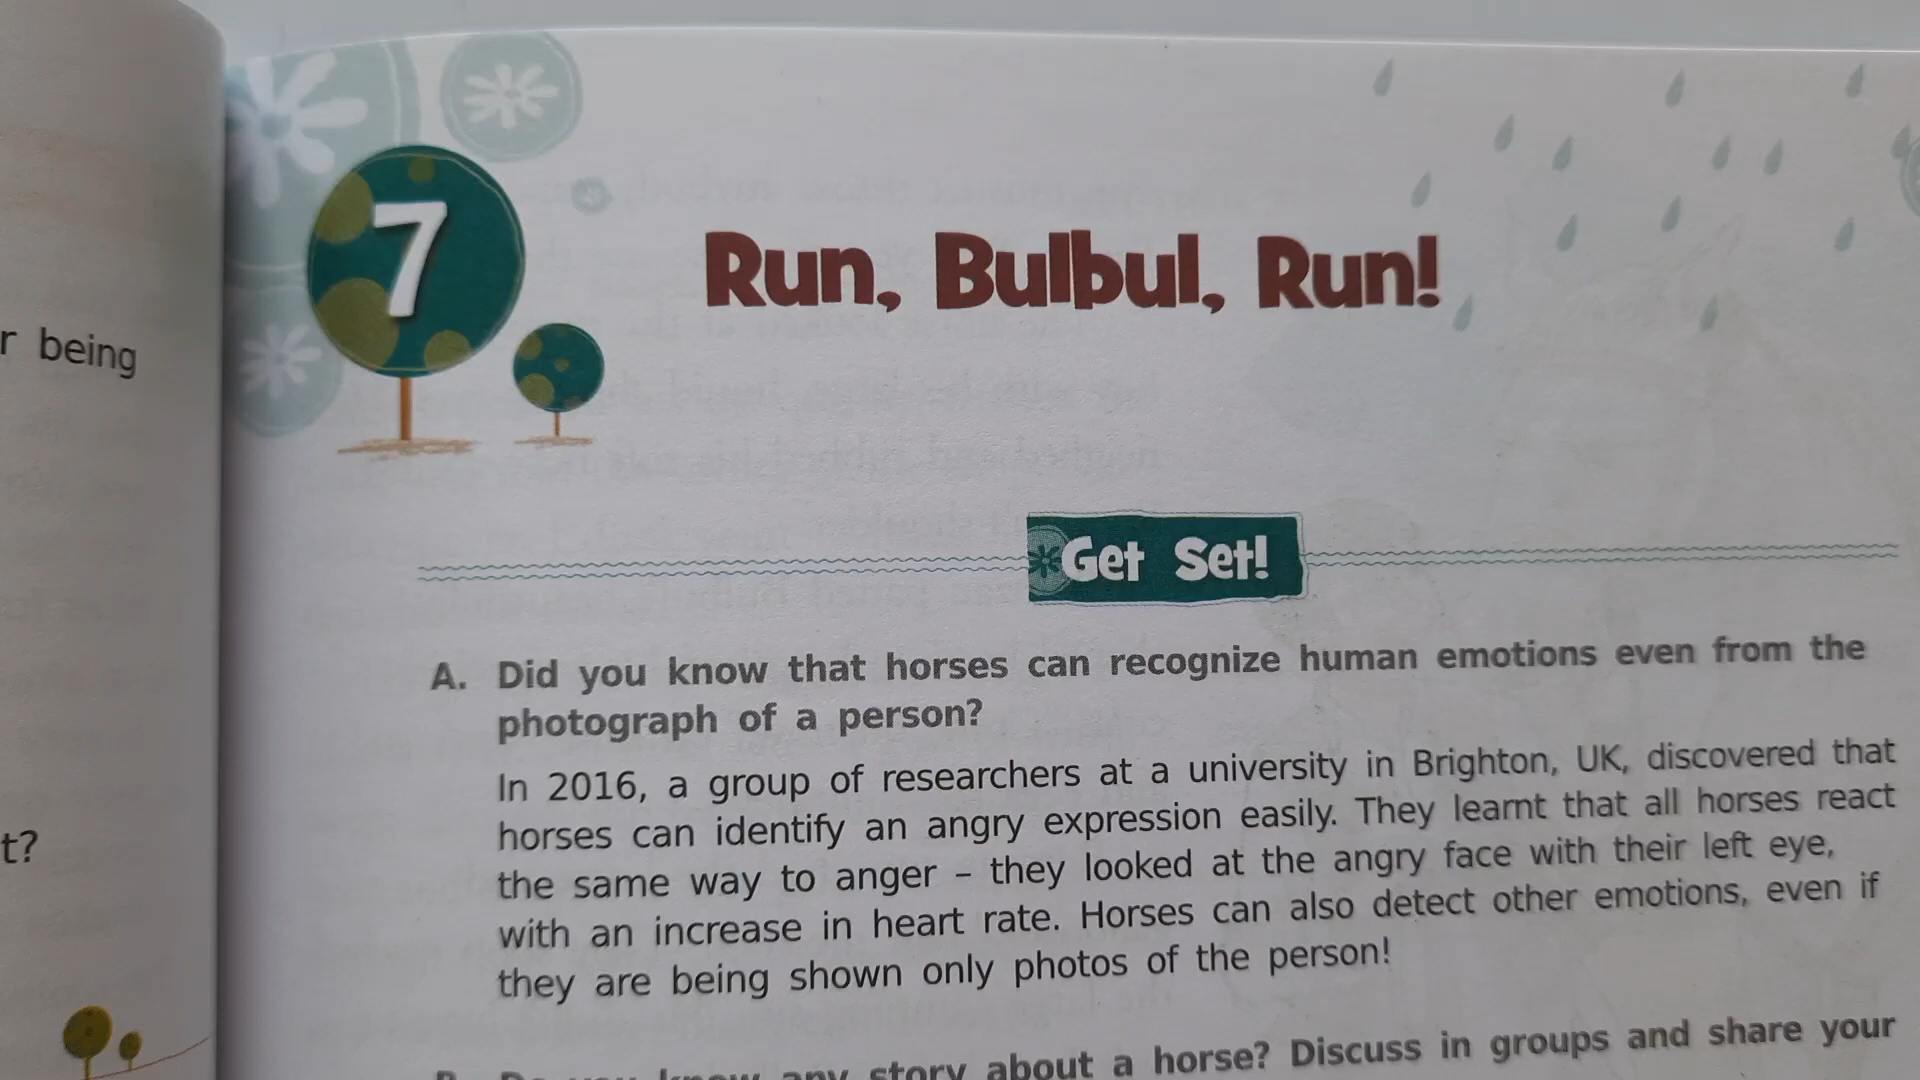 r being
t?
7
Run, Bulbul, Run!
Get Set!
A. Did you know that horses can recognize human emotions even from the
photograph of a person?
In 2016, a group of researchers at a university in Brighton, UK, discovered that
horses can identify an angry expression easily. They learnt that all horses react
the same way to anger – they looked at the angry face with their left eye,
with an increase in heart rate. Horses can also detect other emotions, even if
they are being shown only photos of the person!
B. Do you know any story about a horse? Discuss in groups and share your